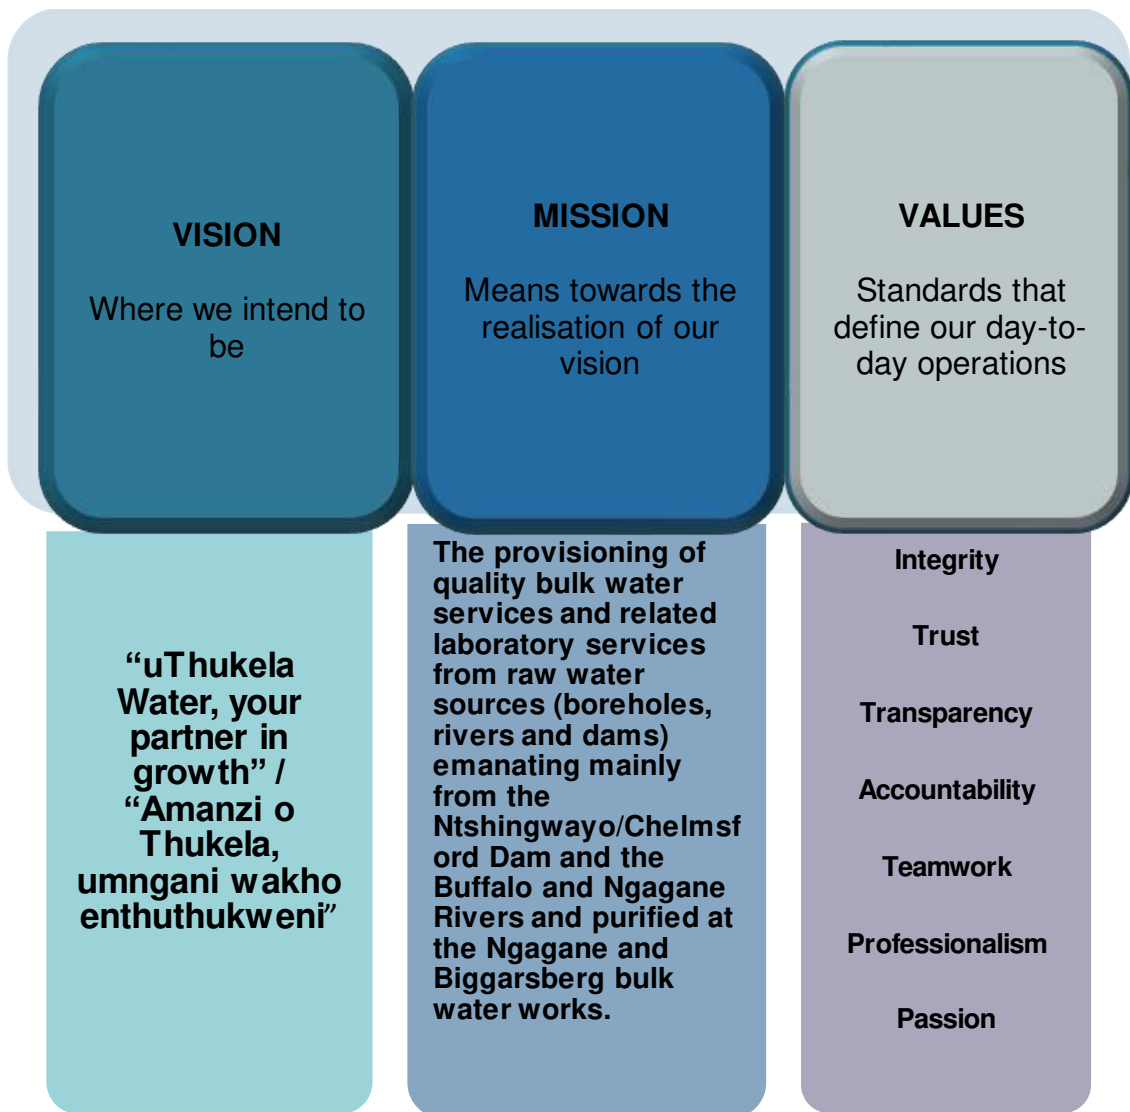 VISION
Where we intend to
be
MISSION
Means towards the
realisation of our
vision
VALUES
Standards that
define our day-to-
day operations
“uThukela
Water, your
partner in
growth” /
“Amanzi o
Thukela,
umngani wakho
enthuthukweni”
The provisioning of
quality bulk water
services and related
laboratory services
from raw water
sources (boreholes,
rivers and dams)
emanating mainly
from the
Ntshingwayo/Chelmsf
ord Dam and the
Buffalo and Ngagane
Rivers and purified at
the Ngagane and
Biggarsberg bulk
water works.
Integrity
Trust
Transparency
Accountability
Teamwork
Professionalism
Passion